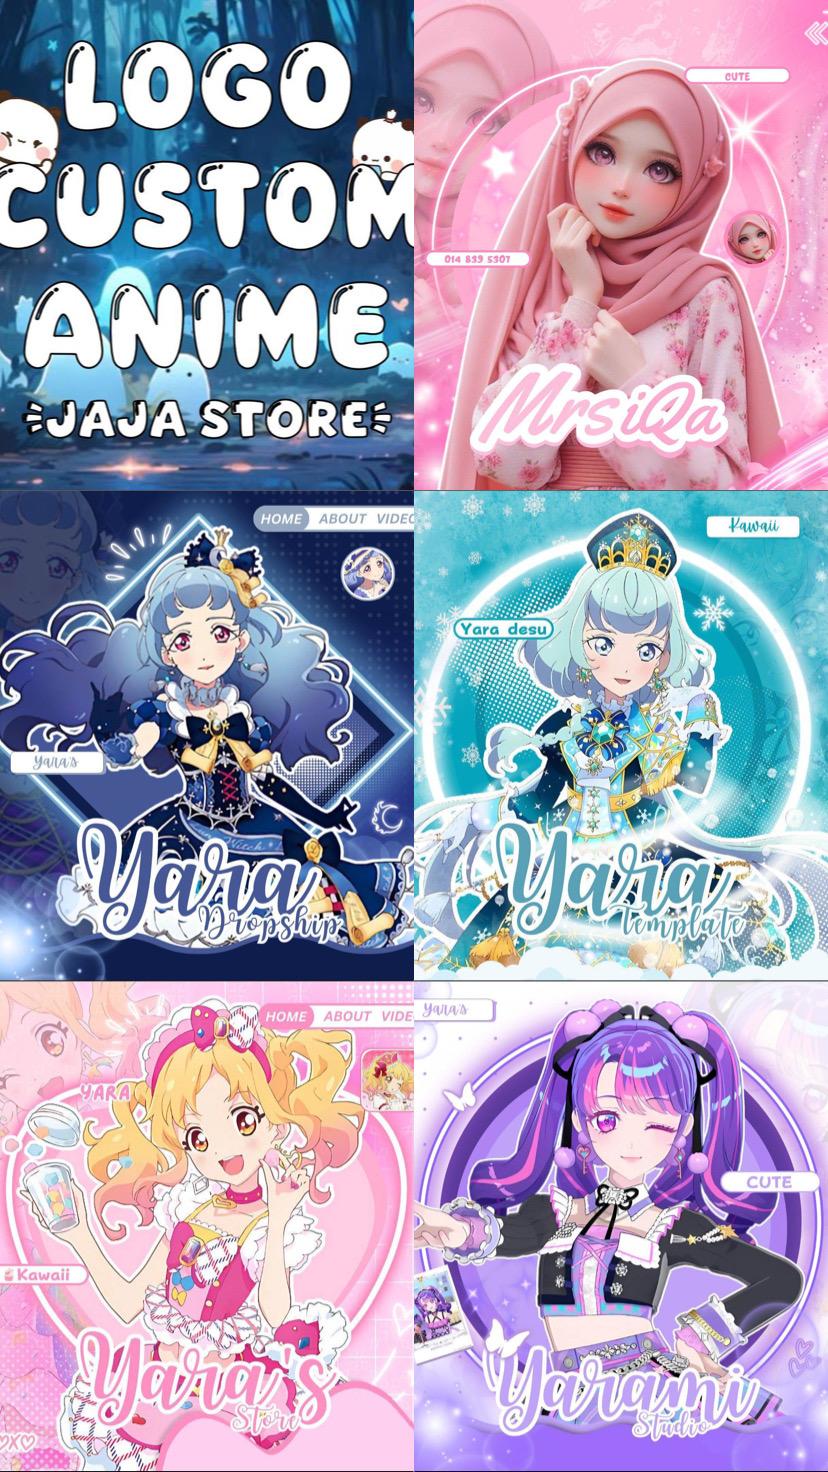 LOGO
CUSTOM
ANIME
JAJA STORE
CUTE
014 839 5307
MrsiQa
HOME ABOUT VIDEO
Yara's
Yara
Dropship
Kawaii
Yara desu
Yara
template
HOME ABOUT VIDE
YARA
Kawaii
Yara's
Store
Yara's
CUTE
Yarami
Studio